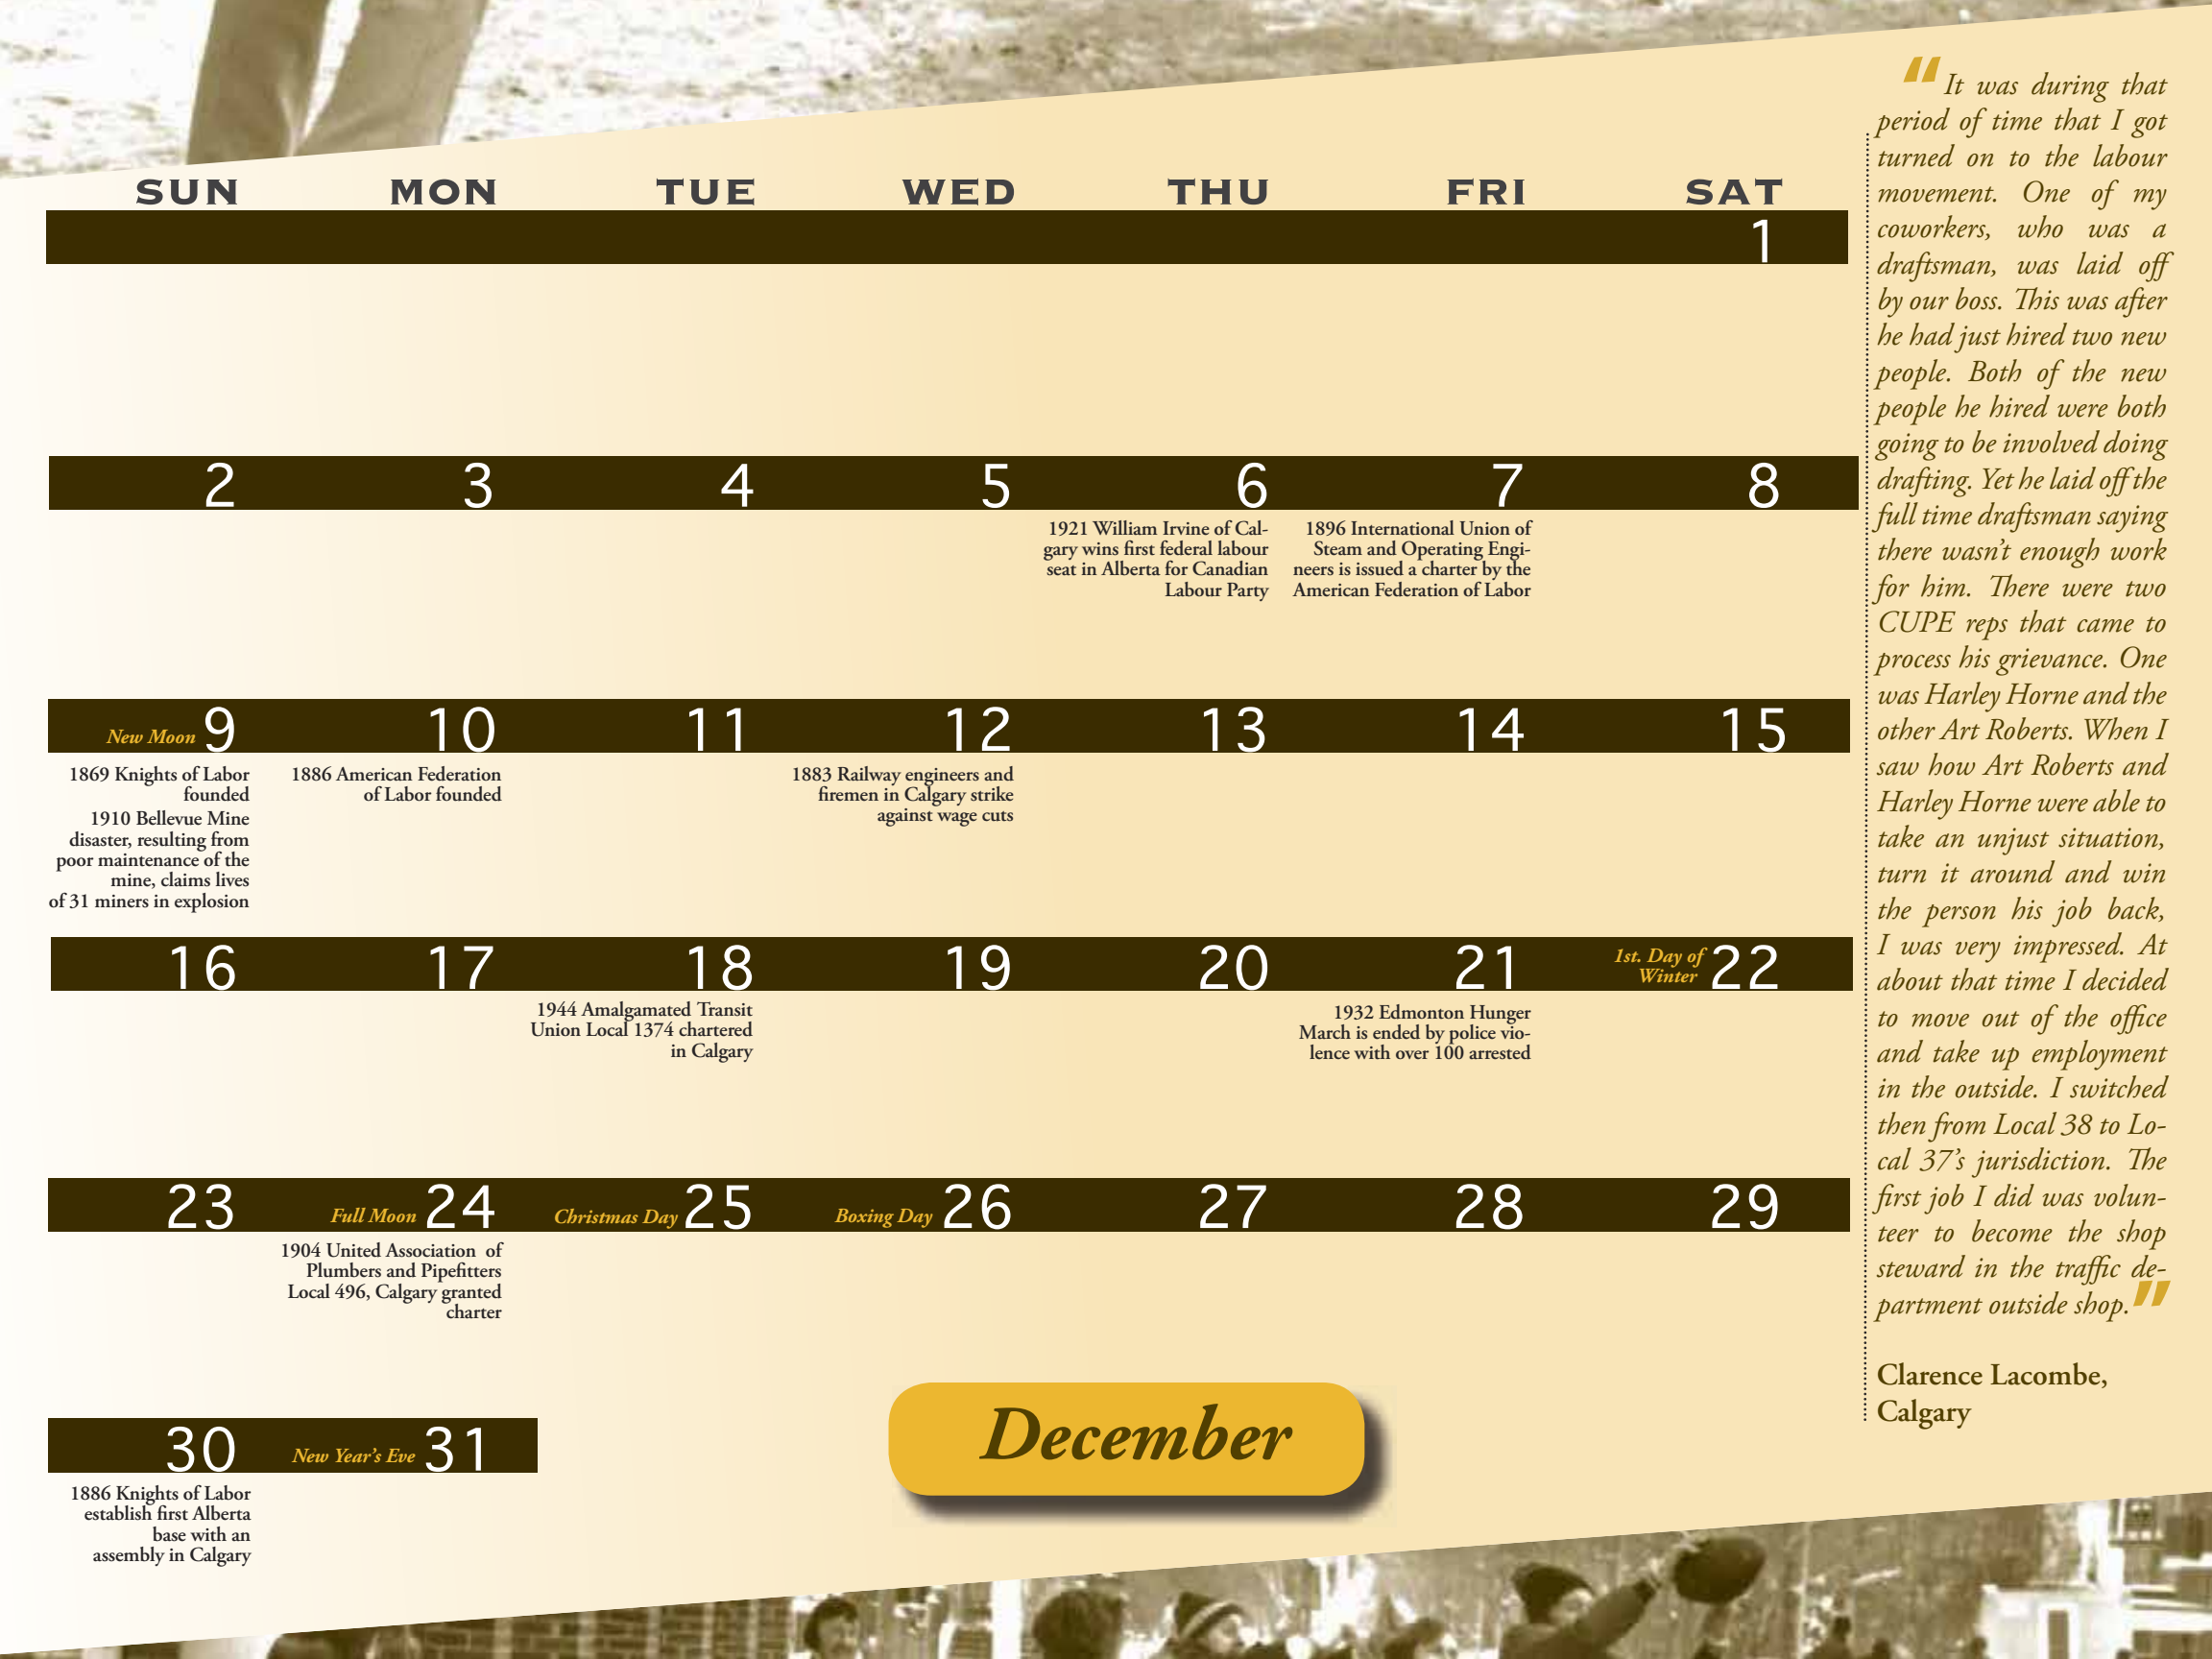 SUN MON TUE WED THU FRI SAT
1
2 3 4 5 6 7 8
1921 William Irvine of Cal-
gary wins first federal labour
seat in Alberta for Canadian
Labour Party
1896 International Union of
Steam and Operating Engi-
neers is issued a charter by the
American Federation of Labor
New Moon 9 10 11 12 13 14 15
1869 Knights of Labor
founded
1910 Bellevue Mine
disaster, resulting from
poor maintenance of the
mine, claims lives
of 31 miners in explosion
1886 American Federation
of Labor founded
1883 Railway engineers and
firemen in Calgary strike
against wage cuts
16 17 18 19 20 21 1st. Day of
Winter 22
1944 Amalgamated Transit
Union Local 1374 chartered
in Calgary
1932 Edmonton Hunger
March is ended by police vio-
lence with over 100 arrested
23 Full Moon 24 Christmas Day 25 Boxing Day 26 27 28 29
1904 United Association of
Plumbers and Pipefitters
Local 496, Calgary granted
charter
30 New Year's Eve 31
1886 Knights of Labor
establish first Alberta
base with an
assembly in Calgary
December
“It was during that
period of time that I got
turned on to the labour
movement. One of my
coworkers, who was a
draftsman, was laid off
by our boss. This was after
he had just hired two new
people. Both of the new
people he hired were both
going to be involved doing
drafting. Yet he laid off the
full time draftsman saying
there wasn't enough work
for him. There were two
CUPE reps that came to
process his grievance. One
was Harley Horne and the
other Art Roberts. When I
saw how Art Roberts and
Harley Horne were able to
take an unjust situation,
turn it around and win
the person his job back,
I was very impressed. At
about that time I decided
to move out of the office
and take up employment
in the outside. I switched
then from Local 38 to Lo-
cal 37's jurisdiction. The
first job I did was volun-
teer to become the shop
steward in the traffic de-
partment outside shop.”
Clarence Lacombe,
Calgary